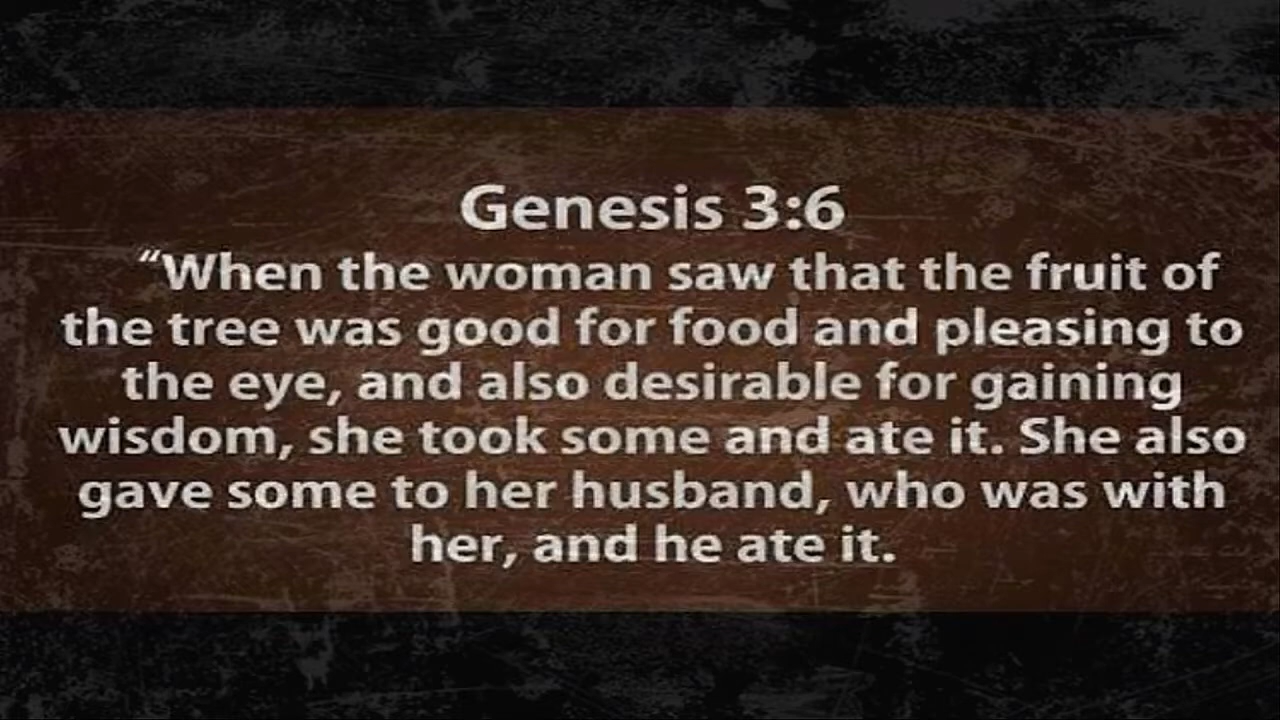 Genesis 3:6
“When the woman saw that the fruit of
the tree was good for food and pleasing to
the eye, and also desirable for gaining
wisdom, she took some and ate it. She also
gave some to her husband, who was with
her, and he ate it.